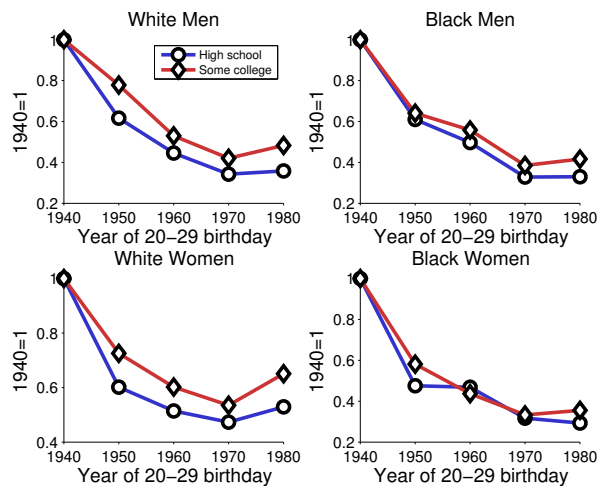 White Men
1
0.8
0.6
0.4
0.2
1940=1
High school
Some college
1940 1950 1960 1970 1980
Year of 20−29 birthday
Black Men
1
0.8
0.6
0.4
0.2
1940=1
1940 1950 1960 1970 1980
Year of 20−29 birthday
White Women
1
0.8
0.6
0.4
1940=1
1940 1950 1960 1970 1980
Year of 20−29 birthday
Black Women
1
0.8
0.6
0.4
0.2
1940=1
1940 1950 1960 1970 1980
Year of 20−29 birthday